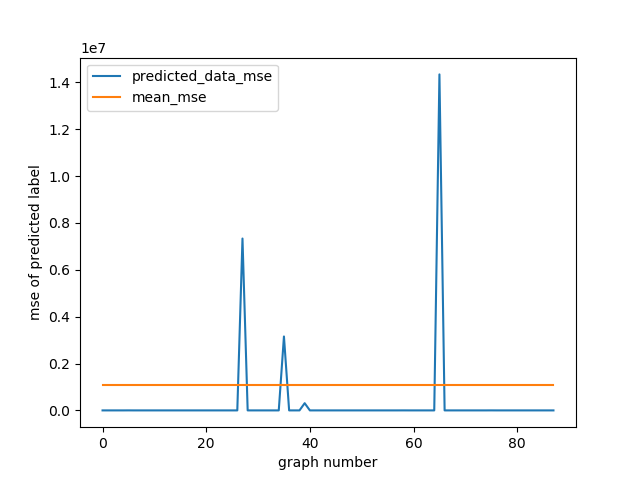 1e7
predicted_data_mse
mean_mse
1.4
1.2
1.0
0.8
0.6
0.4
0.2
0.0
mse of predicted label
0 20 40 60 80
graph number